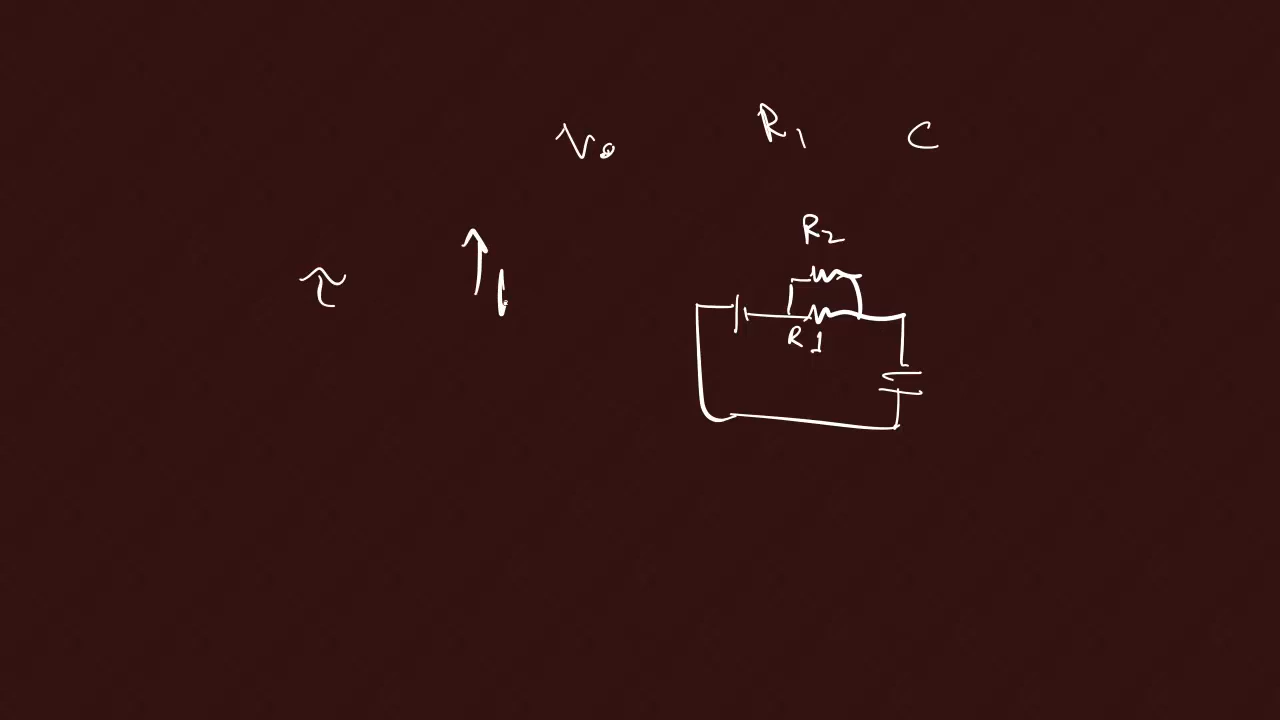 V₀ R₁ C
R₂
τ ↑
R1